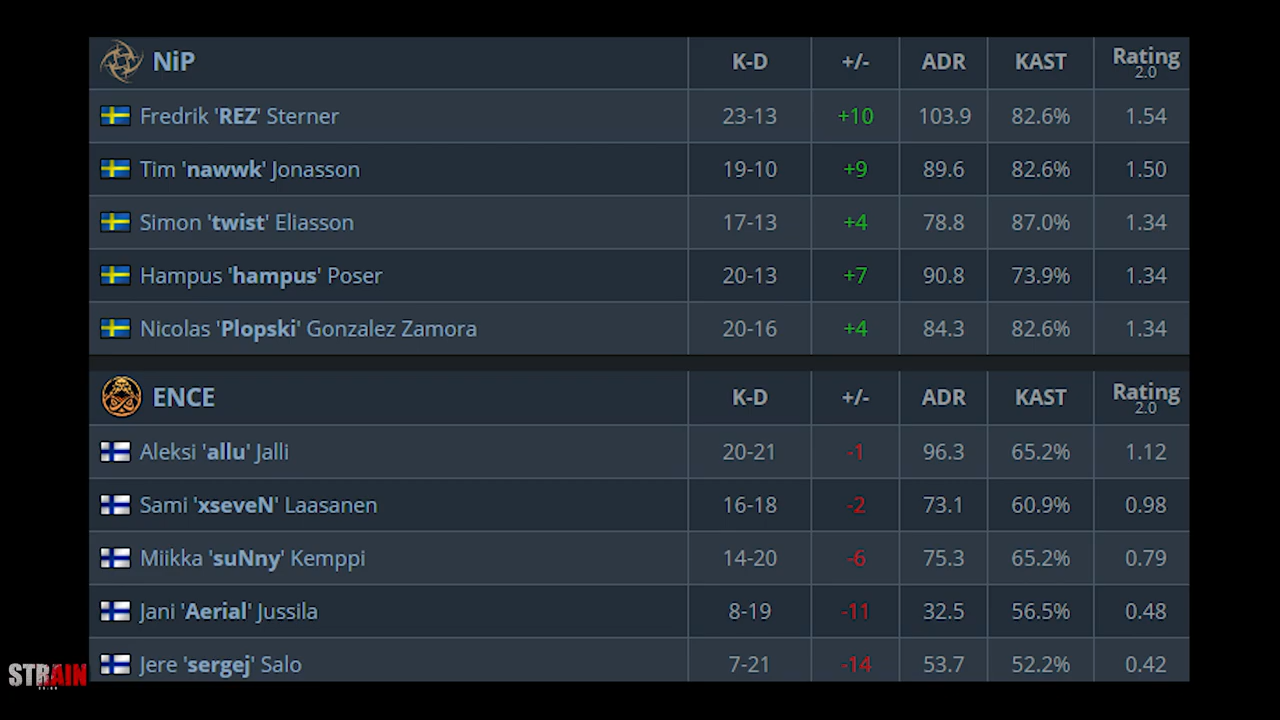 NiP K-D +/- ADR KAST Rating 2.0
Fredrik 'REZ' Sterner 23-13 +10 103.9 82.6% 1.54
Tim 'nawwk' Jonasson 19-10 +9 89.6 82.6% 1.50
Simon 'twist' Eliasson 17-13 +4 78.8 87.0% 1.34
Hampus 'hampus' Poser 20-13 +7 90.8 73.9% 1.34
Nicolas 'Plopski' Gonzalez Zamora 20-16 +4 84.3 82.6% 1.34
ENCE K-D +/- ADR KAST Rating 2.0
Aleksi 'allu' Jalli 20-21 -1 96.3 65.2% 1.12
Sami 'xseveN' Laasanen 16-18 -2 73.1 60.9% 0.98
Miikka 'suNny' Kemppi 14-20 -6 75.3 65.2% 0.79
Jani 'Aerial' Jussila 8-19 -11 32.5 56.5% 0.48
Jere 'sergej' Salo 7-21 -14 53.7 52.2% 0.42
STRAIN